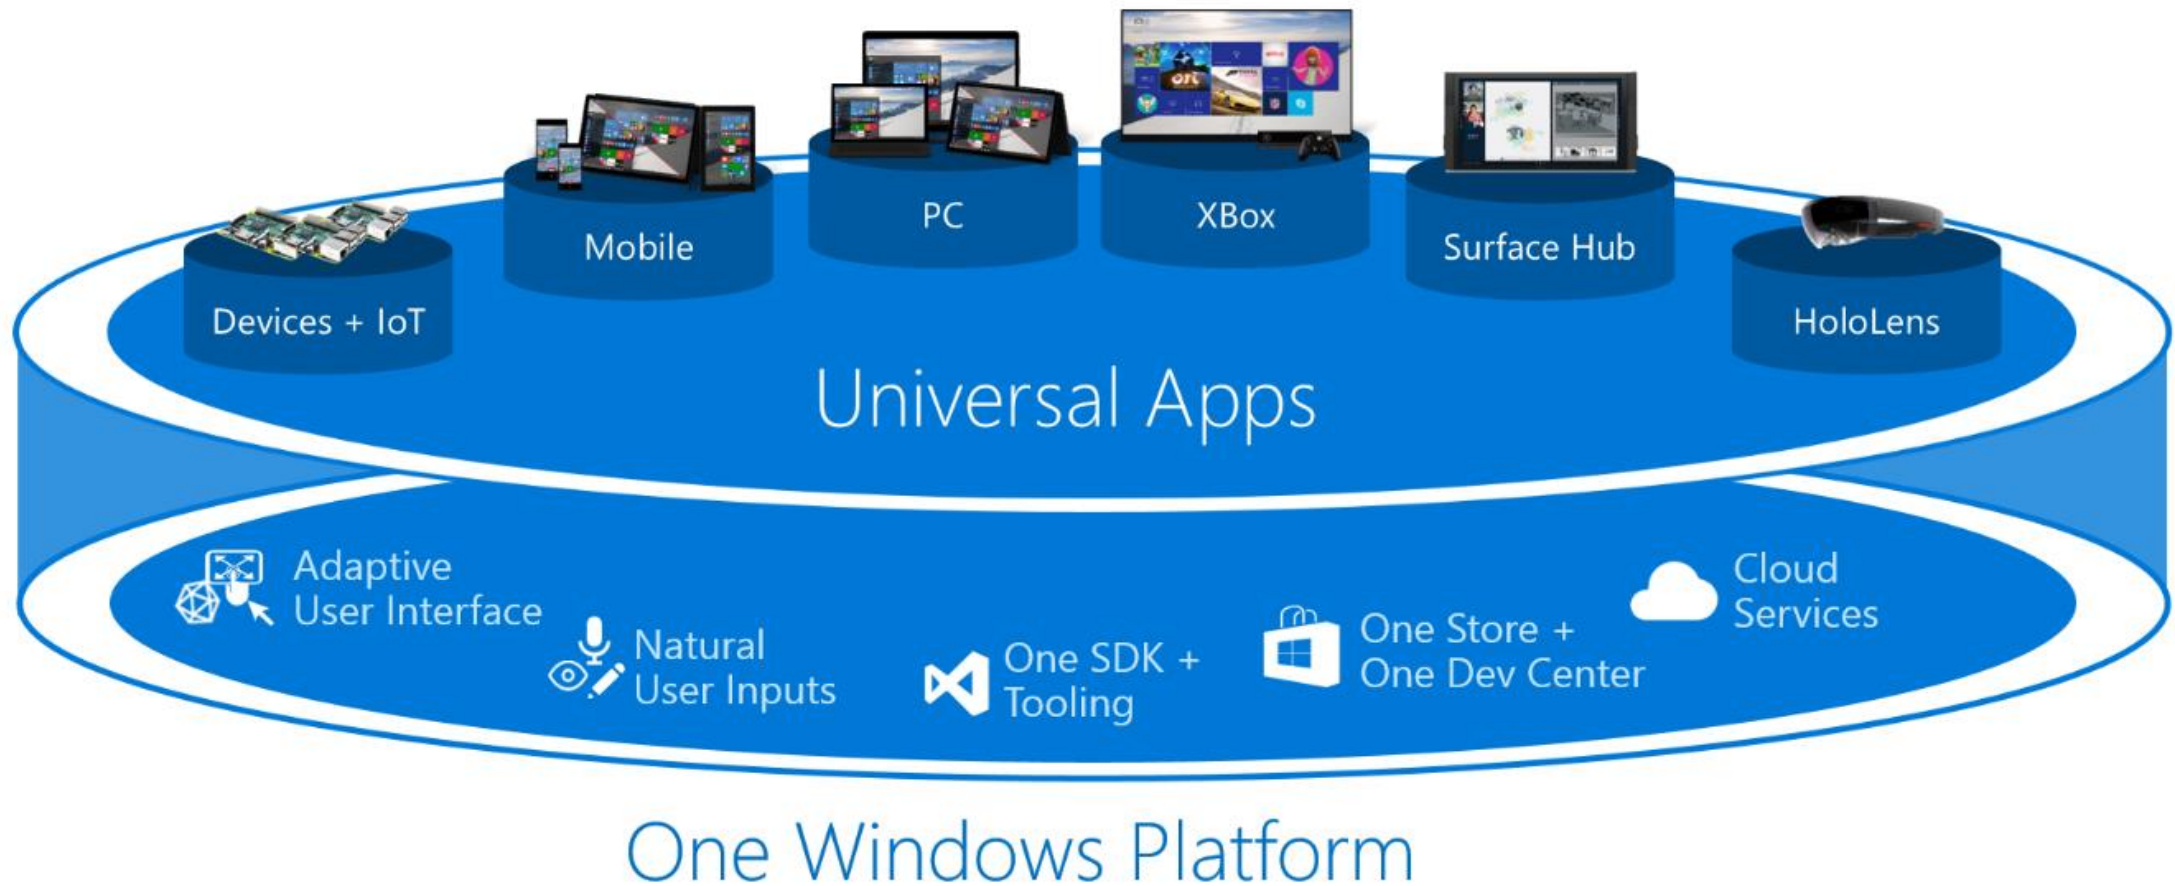 Devices + IoT
Mobile
PC
XBox
Surface Hub
HoloLens
Universal Apps
Adaptive
User Interface
Natural
User Inputs
One SDK +
Tooling
One Store +
One Dev Center
Cloud
Services
One Windows Platform